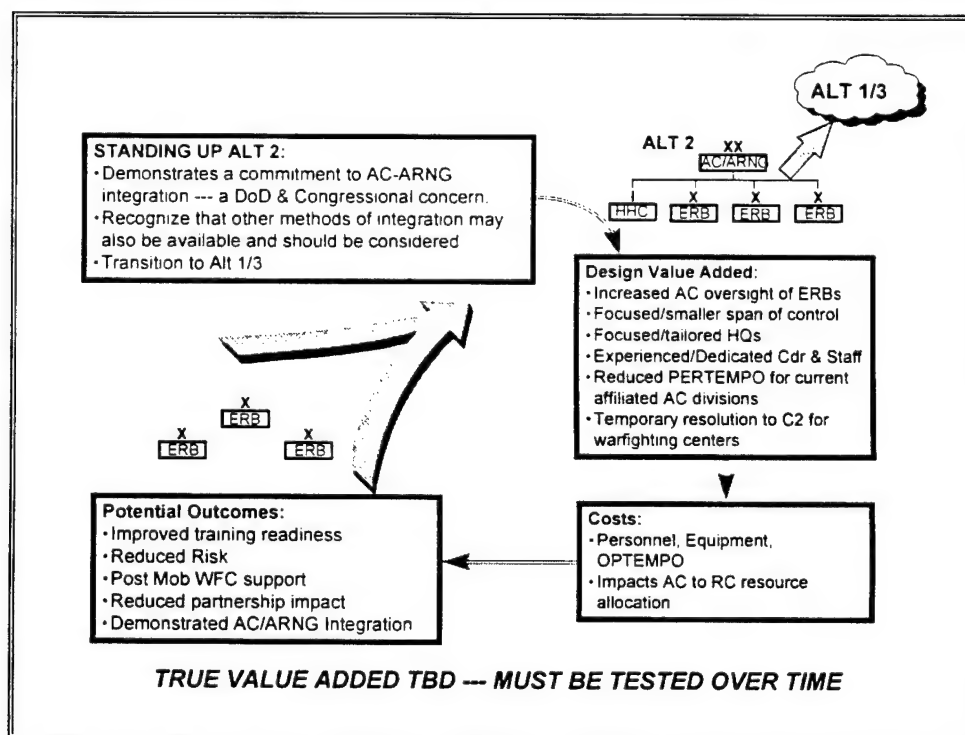 ALT 1/3
ALT 2
XX
AC/ARNG
X
X
X
HHC
ERB
ERB
ERB
STANDING UP ALT 2:
• Demonstrates a commitment to AC-ARNG
integration --- a DoD & Congressional concern.
• Recognize that other methods of integration may
also be available and should be considered
• Transition to Alt 1/3
Design Value Added:
• Increased AC oversight of ERBs
• Focused/smaller span of control
• Focused/tailored HQs
• Experienced/Dedicated Cdr & Staff
• Reduced PERTEMPO for current
affiliated AC divisions
• Temporary resolution to C2 for
warfighting centers
X
ERB
X
X
ERB
ERB
Potential Outcomes:
• Improved training readiness
• Reduced Risk
• Post Mob WFC support
• Reduced partnership impact
• Demonstrated AC/ARNG Integration
Costs:
• Personnel, Equipment,
OPTEMPO
• Impacts AC to RC resource
allocation
TRUE VALUE ADDED TBD --- MUST BE TESTED OVER TIME